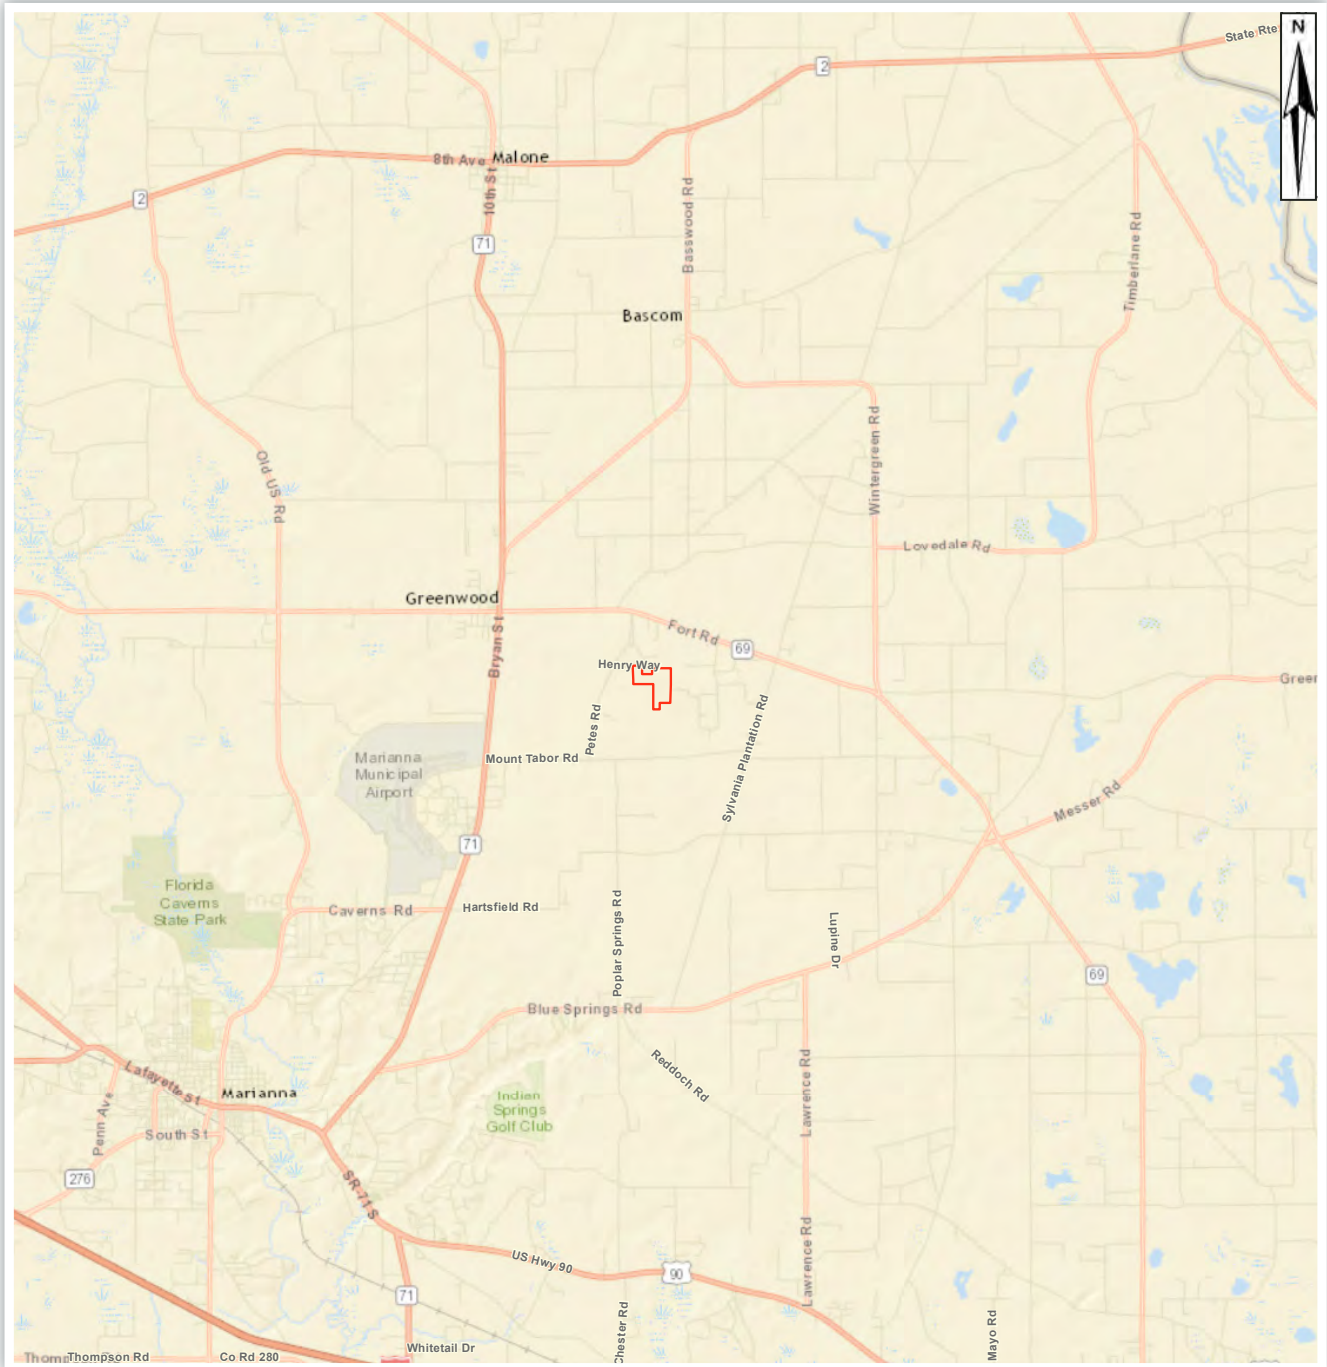 N
State Rte
2
8th Ave
Malone
10th St
2
71
Basswood Rd
Timberlane Rd
Bascom
Old US Rd
Wintergreen Rd
Lovedale Rd
Greenwood
Bryan St
Fort Rd
69
Henry Way
Petes Rd
Sylvania Plantation Rd
Mount Tabor Rd
Marianna
Municipal
Airport
Messer Rd
71
Florida
Caverns
State Park
Caverns Rd
Hartsfield Rd
Poplar Springs Rd
Lupine Dr
69
Blue Springs Rd
Reddoch Rd
Lawrence Rd
Lafayette St
Marianna
Penn Ave
South St
Indian
Springs
Golf Club
276
SR-71 S
US Hwy 90
90
Lawrence Rd
71
Chester Rd
Mayo Rd
Whitetail Dr
Thompson Rd
Co Rd 280